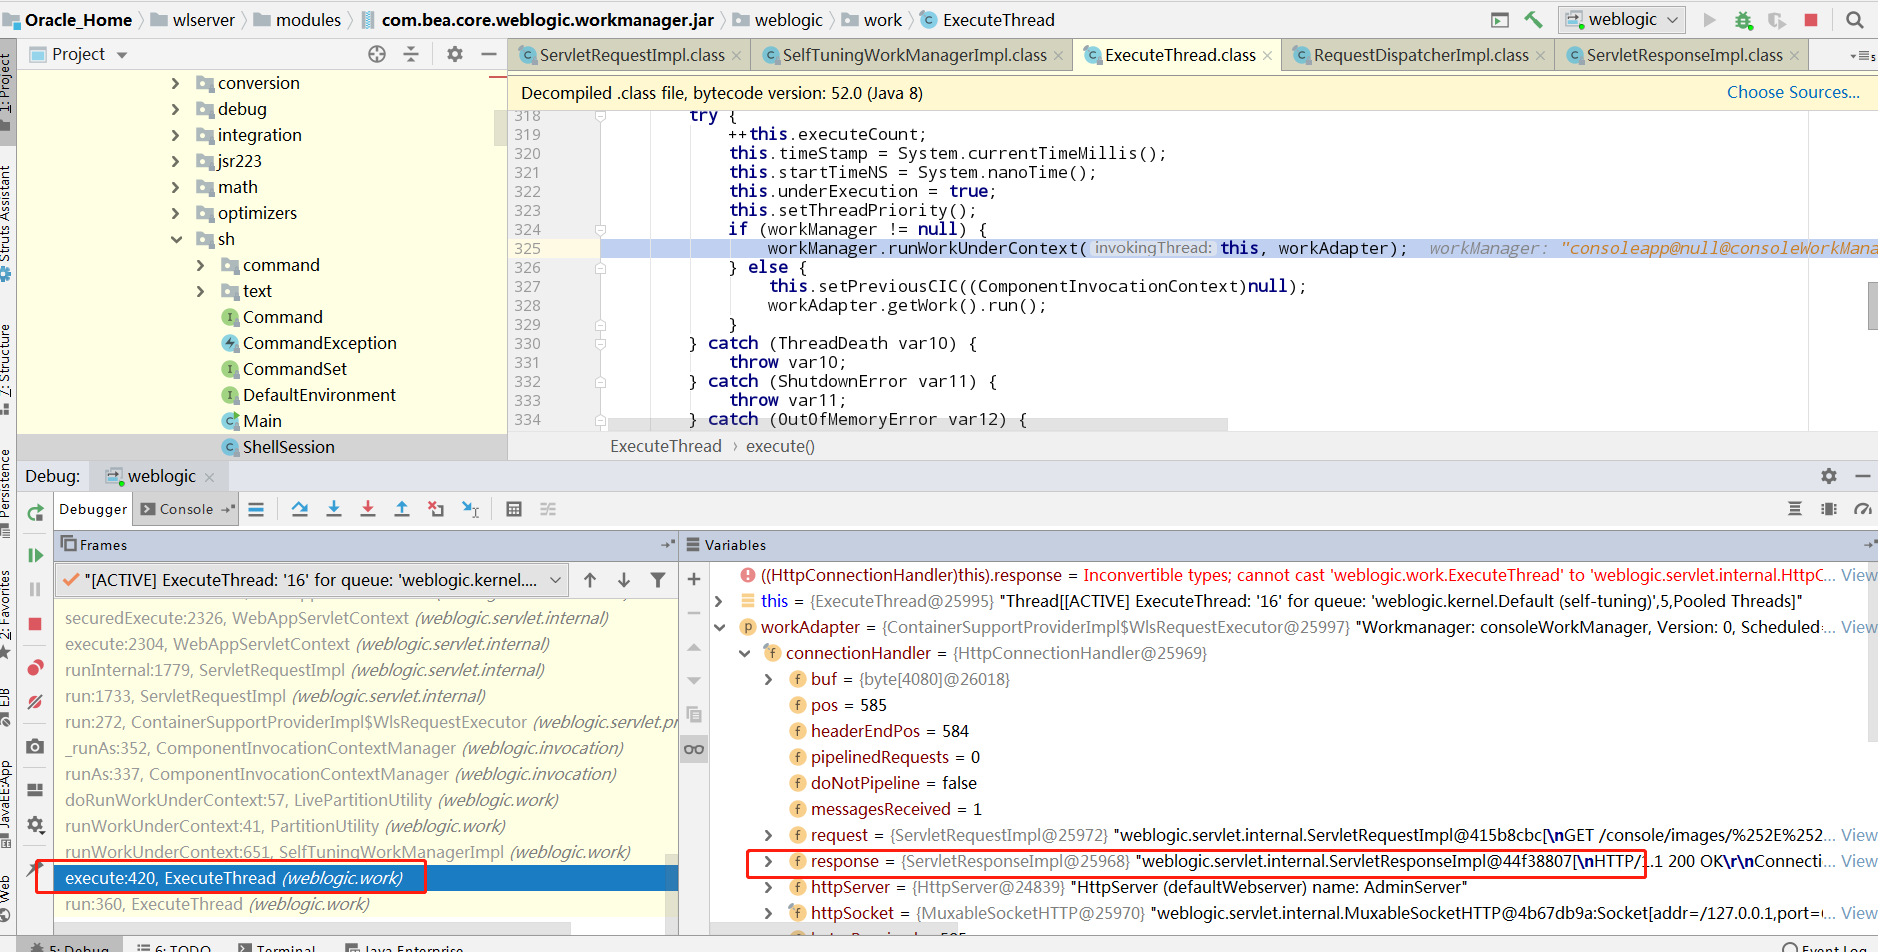 Oracle_Home wlserver modules com.bea.core.weblogic.workmanager.jar weblogic work ExecuteThread weblogic
Project ServletRequestImpl.class SelfTuningWorkManagerImpl.class ExecuteThread.class RequestDispatcherImpl.class ServletResponseImpl.class
1: Project
Struts Assistant
7: Structure
Persistence
2: Favorites
EJB
JavaEE:App
Web
conversion
debug
integration
jsr223
math
optimizers
sh
command
text
Command
CommandException
CommandSet
DefaultEnvironment
Main
ShellSession
Decompiled .class file, bytecode version: 52.0 (Java 8) Choose Sources...
318 try {
319 ++this.executeCount;
320 this.timeStamp = System.currentTimeMillis();
321 this.startTimeNS = System.nanoTime();
322 this.underExecution = true;
323 this.setThreadPriority();
324 if (workManager != null) {
325 workManager.runWorkUnderContext( invokingThread: this, workAdapter); workManager: "consoleapp@null@consoleWorkMana
326 } else {
327 this.setPreviousCIC((ComponentInvocationContext)null);
328 workAdapter.getWork().run();
329 }
330 } catch (ThreadDeath var10) {
331 throw var10;
332 } catch (ShutdownError var11) {
333 throw var11;
334 } catch (OutOfMemoryError var12) {
ExecuteThread › execute()
Debug: weblogic
Debugger Console
Frames
"[ACTIVE] ExecuteThread: '16' for queue: 'weblogic.kernel....
securedExecute:2326, WebAppServletContext (weblogic.servlet.internal)
execute:2304, WebAppServletContext (weblogic.servlet.internal)
runInternal:1779, ServletRequestImpl (weblogic.servlet.internal)
run:1733, ServletRequestImpl (weblogic.servlet.internal)
run:272, ContainerSupportProviderImpl$WlsRequestExecutor (weblogic.servlet.pr
_runAs:352, ComponentInvocationContextManager (weblogic.invocation)
runAs:337, ComponentInvocationContextManager (weblogic.invocation)
doRunWorkUnderContext:57, LivePartitionUtility (weblogic.work)
runWorkUnderContext:41, PartitionUtility (weblogic.work)
runWorkUnderContext:651, SelfTuningWorkManagerImpl (weblogic.work)
execute:420, ExecuteThread (weblogic.work)
run:360, ExecuteThread (weblogic.work)
Variables
((HttpConnectionHandler)this).response = Inconvertible types; cannot cast 'weblogic.work.ExecuteThread' to 'weblogic.servlet.internal.HttpC... View
this = {ExecuteThread@25995} "Thread[[ACTIVE] ExecuteThread: '16' for queue: 'weblogic.kernel.Default (self-tuning)',5,Pooled Threads]"
workAdapter = {ContainerSupportProviderImpl$WlsRequestExecutor@25997} "Workmanager: consoleWorkManager, Version: 0, Scheduled... View
connectionHandler = {HttpConnectionHandler@25969}
buf = {byte[4080]@26018}
pos = 585
headerEndPos = 584
pipelinedRequests = 0
doNotPipeline = false
messagesReceived = 1
request = {ServletRequestImpl@25972} "weblogic.servlet.internal.ServletRequestImpl@415b8cbc[\nGET /console/images/%252E%252... View
response = {ServletResponseImpl@25968} "weblogic.servlet.internal.ServletResponseImpl@44f38807[\nHTTP/1.1 200 OK\r\nConnecti... View
httpServer = {HttpServer@24839} "HttpServer (defaultWebserver) name: AdminServer"
httpSocket = {MuxableSocketHTTP@25970} "weblogic.servlet.internal.MuxableSocketHTTP@4b67db9a:Socket[addr=/127.0.0.1,port=... View
5: Debug 6: TODO Terminal Java Enterprise Event Log